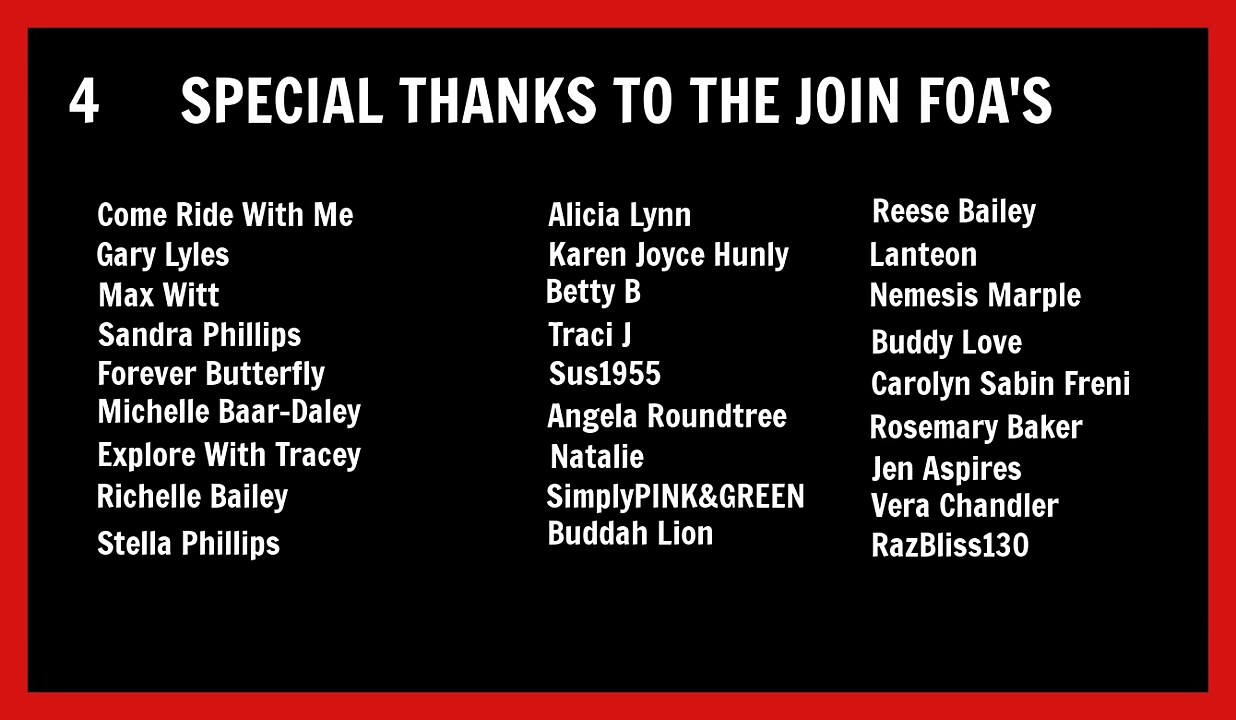 4 SPECIAL THANKS TO THE JOIN FOA'S
Come Ride With Me
Gary Lyles
Max Witt
Sandra Phillips
Forever Butterfly
Michelle Baar-Daley
Explore With Tracey
Richelle Bailey
Stella Phillips
Alicia Lynn
Karen Joyce Hunly
Betty B
Traci J
Sus1955
Angela Roundtree
Natalie
SimplyPINK&GREEN
Buddah Lion
Reese Bailey
Lanteon
Nemesis Marple
Buddy Love
Carolyn Sabin Freni
Rosemary Baker
Jen Aspires
Vera Chandler
RazBliss130